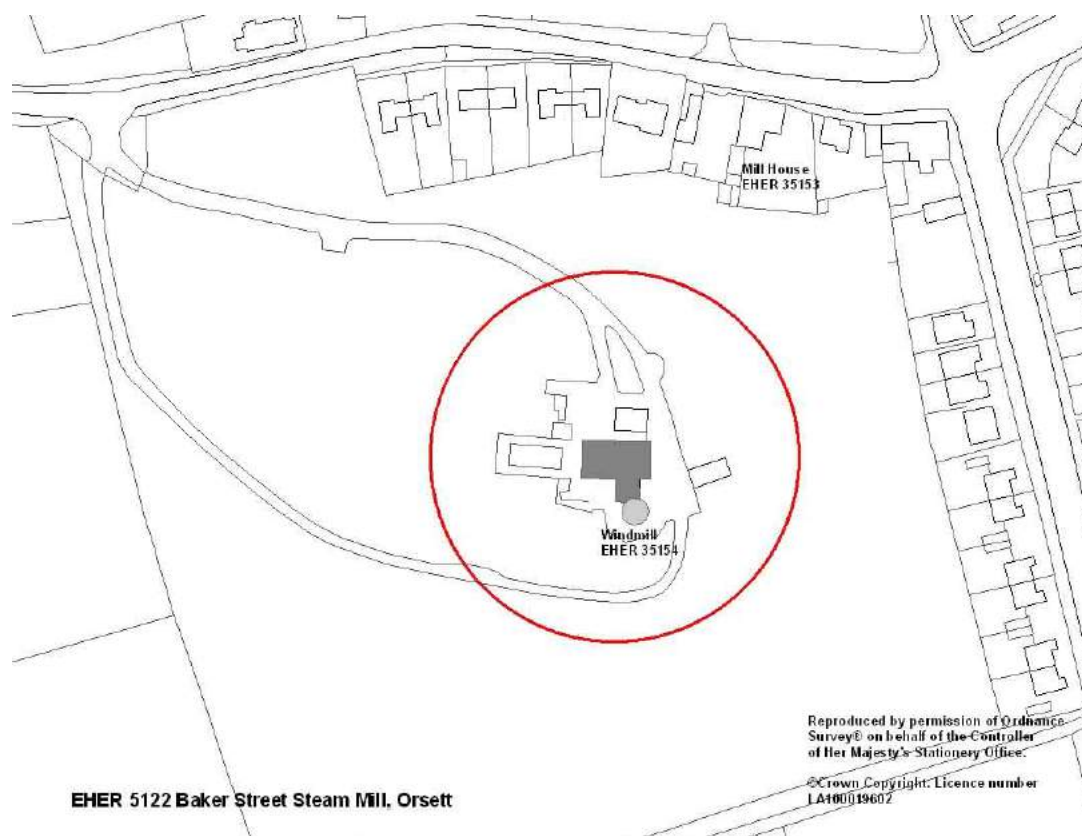 Mill House
EHER 35153
Windmill
EHER 35154
Reproduced by permission of Ordnance
Survey® on behalf of the Controller
of Her Majesty's Stationery Office.
©Crown Copyright. Licence number
LA100019602
EHER 5122 Baker Street Steam Mill, Orsett